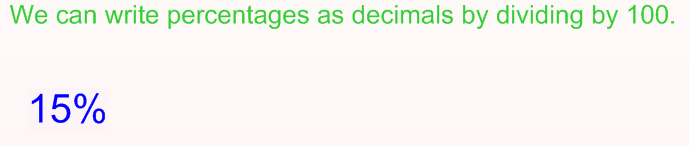 We can write percentages as decimals by dividing by 100.
15%